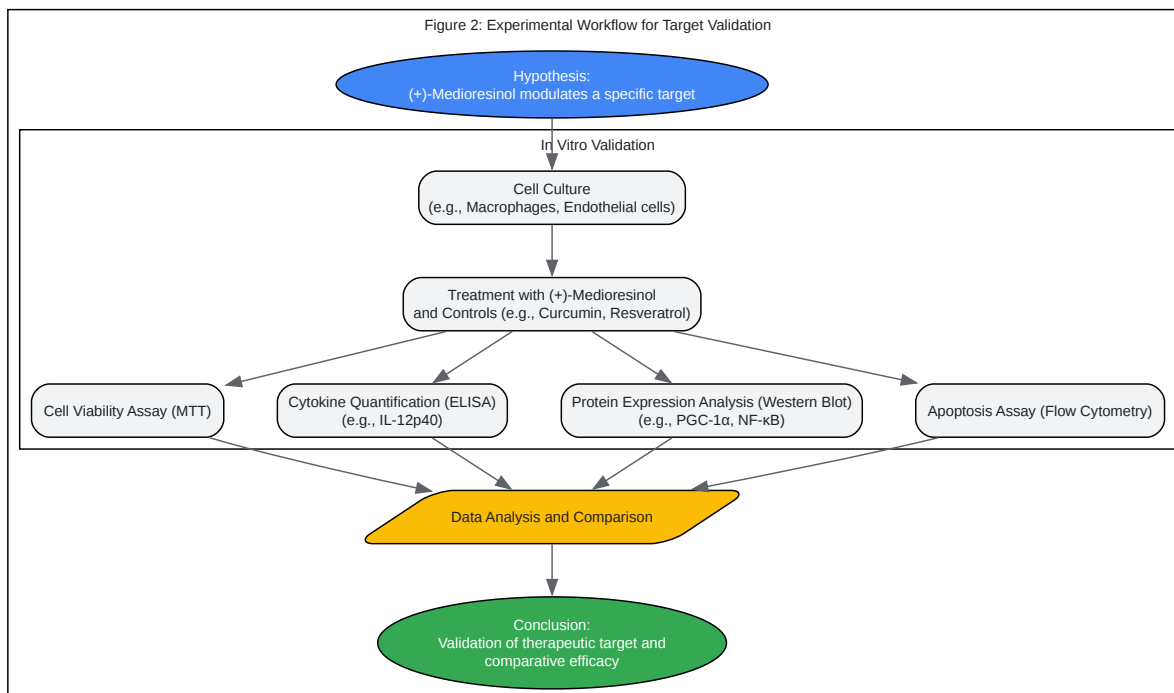 Figure 2: Experimental Workflow for Target Validation
Hypothesis:
(+)-Medioresinol modulates a specific target
In Vitro Validation
Cell Culture
(e.g., Macrophages, Endothelial cells)
Treatment with (+)-Medioresinol
and Controls (e.g., Curcumin, Resveratrol)
Cell Viability Assay (MTT)
Cytokine Quantification (ELISA)
(e.g., IL-12p40)
Protein Expression Analysis (Western Blot)
(e.g., PGC-1α, NF-κB)
Apoptosis Assay (Flow Cytometry)
Data Analysis and Comparison
Conclusion:
Validation of therapeutic target and
comparative efficacy